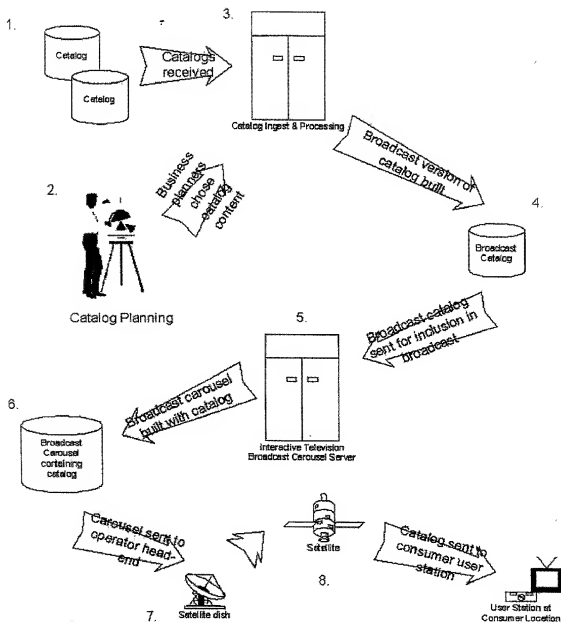 1.
Catalog
Catalog
Catalogs
received
3.
Catalog Ingest & Processing
2.
Business
planners
chose
catalog
content
Catalog Planning
Broadcast version of
catalog built
4.
Broadcast
Catalog
Broadcast catalog
sent for inclusion in
broadcast
5.
Interactive Television
Broadcast Carousel Server
Broadcast carousel
built with catalog
6.
Broadcast
Carousel
containing
catalog
Carousel sent to
operator head-
end
7.
Satellite dish
Satellite
8.
Catalog sent to
consumer user
station
User Station at
Consumer Location